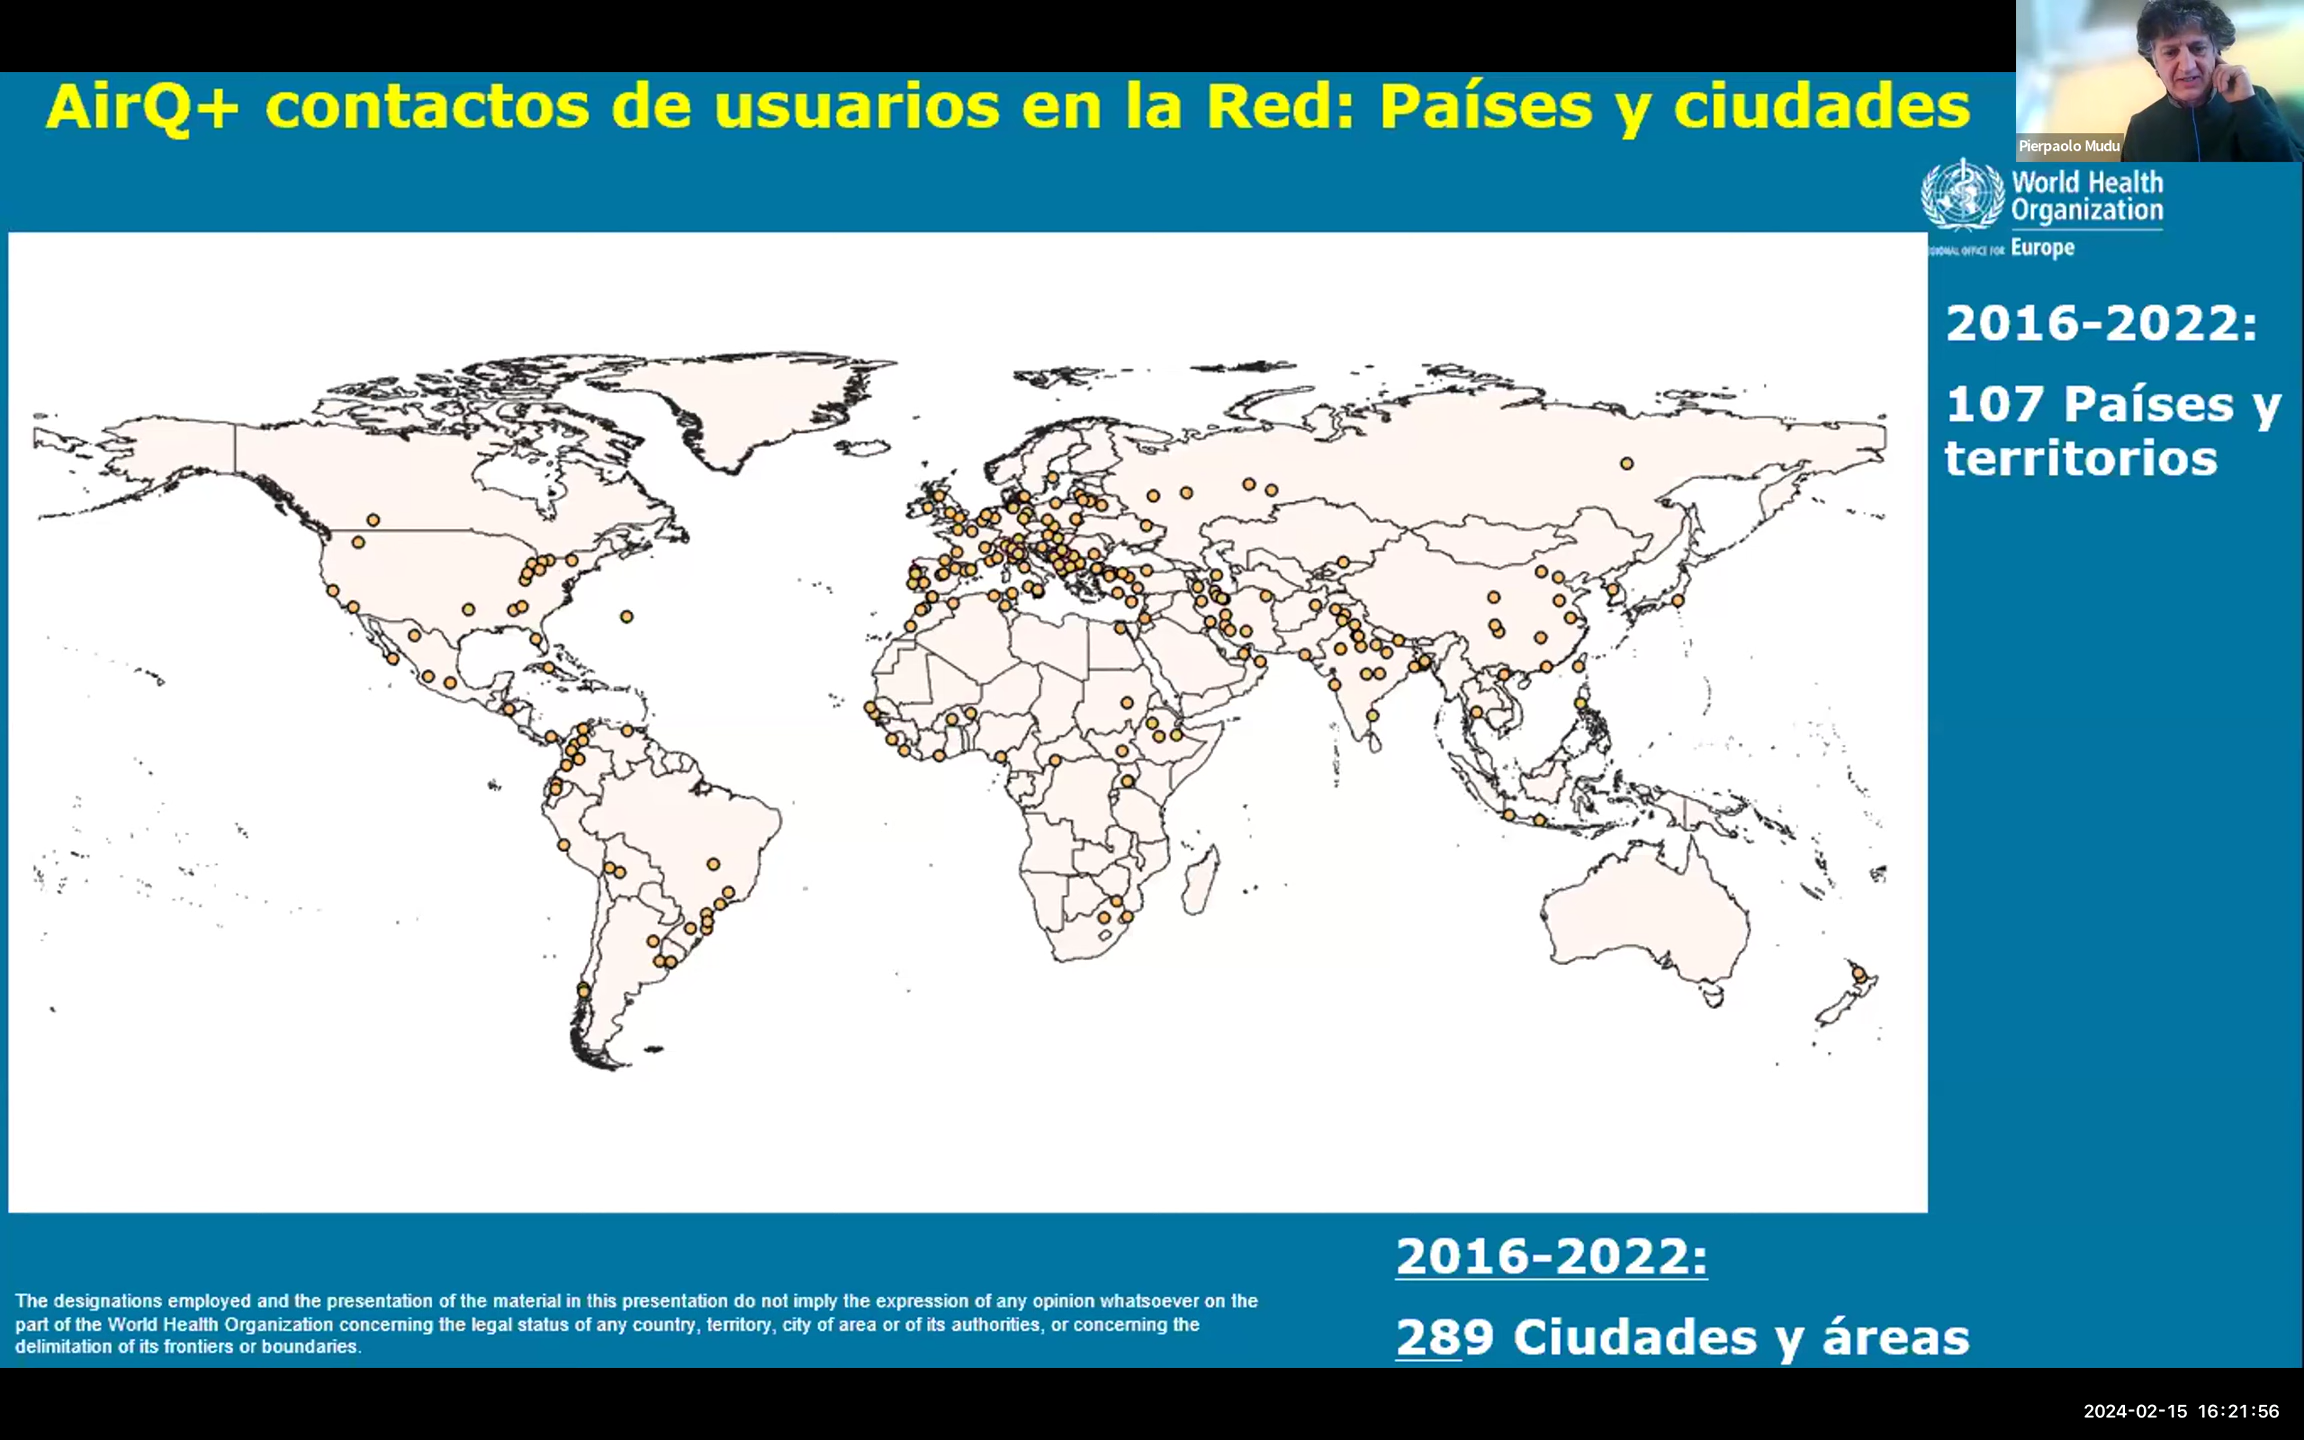 AirQ+ contactos de usuarios en la Red: Países y ciudades
Pierpaolo Mudu
World Health
Organization
REGIONAL OFFICE FOR Europe
2016-2022:
107 Países y
territorios
2016-2022:
289 Ciudades y áreas
The designations employed and the presentation of the material in this presentation do not imply the expression of any opinion whatsoever on the
part of the World Health Organization concerning the legal status of any country, territory, city of area or of its authorities, or concerning the
delimitation of its frontiers or boundaries.
2024-02-15 16:21:56